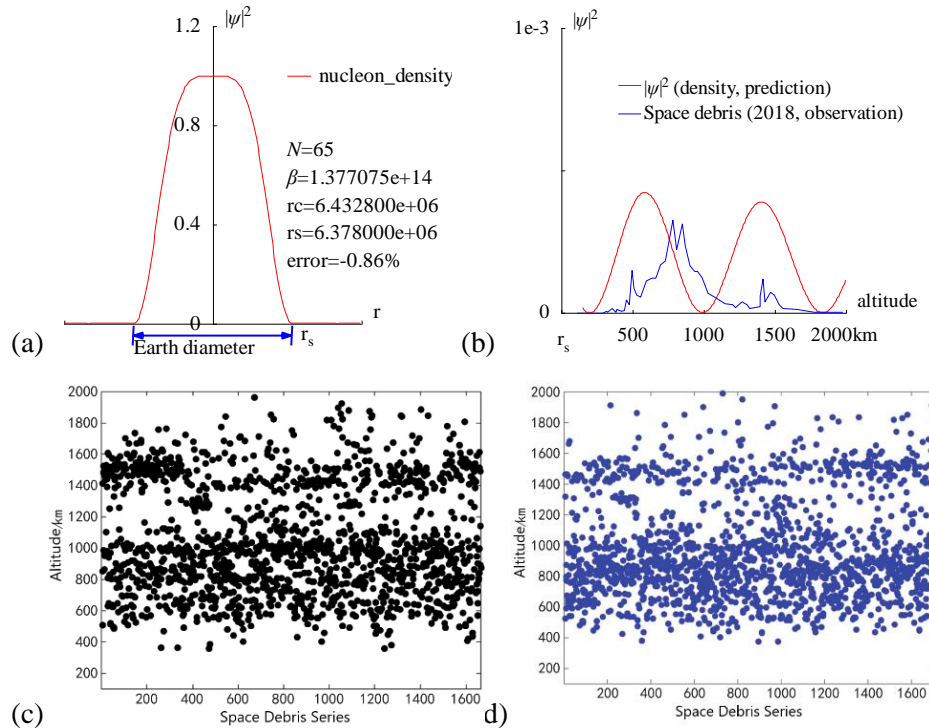 |ψ|²
1.2
nucleon_density
0.8
N=65
β=1.377075e+14
rc=6.432800e+06
0.4
rs=6.378000e+06
error=-0.86%
0
r
(a)
Earth diameter
r_s
1e-3
|ψ|²
|ψ|² (density, prediction)
Space debris (2018, observation)
altitude
0
(b)
r_s
500
1000
1500
2000km
2000
1800
1600
1400
1200
1000
800
600
400
200
Altitude/km
200 400 600 800 1000 1200 1400 1600
(c)
Space Debris Series
2000
1800
1600
1400
1200
1000
800
600
400
200
Altitude/km
200 400 600 800 1000 1200 1400 1600
d)
Space Debris Series